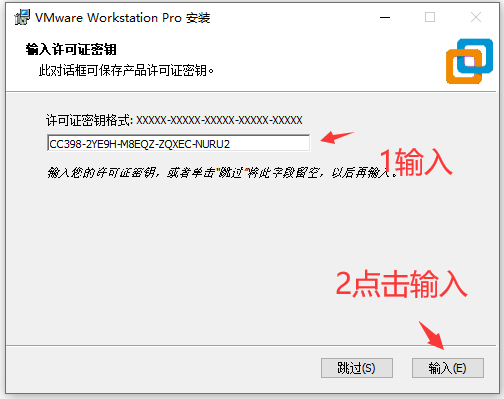 VMware Workstation Pro 安装
输入许可证密钥
此对话框可保存产品许可证密钥。
许可证密钥格式: XXXXX-XXXXX-XXXXX-XXXXX-XXXXX
CC398-2YE9H-M8EQZ-ZQXEC-NURU2
1输入
输入您的许可证密钥，或者单击"跳过"将此字段留空，以后再输入。
2点击输入
跳过(S)
输入(E)